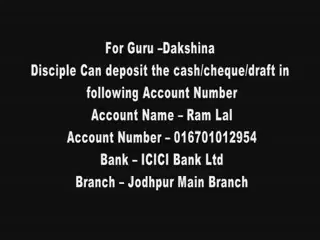 For Guru –Dakshina
Disciple Can deposit the cash/cheque/draft in
following Account Number
Account Name – Ram Lal
Account Number – 016701012954
Bank – ICICI Bank Ltd
Branch – Jodhpur Main Branch